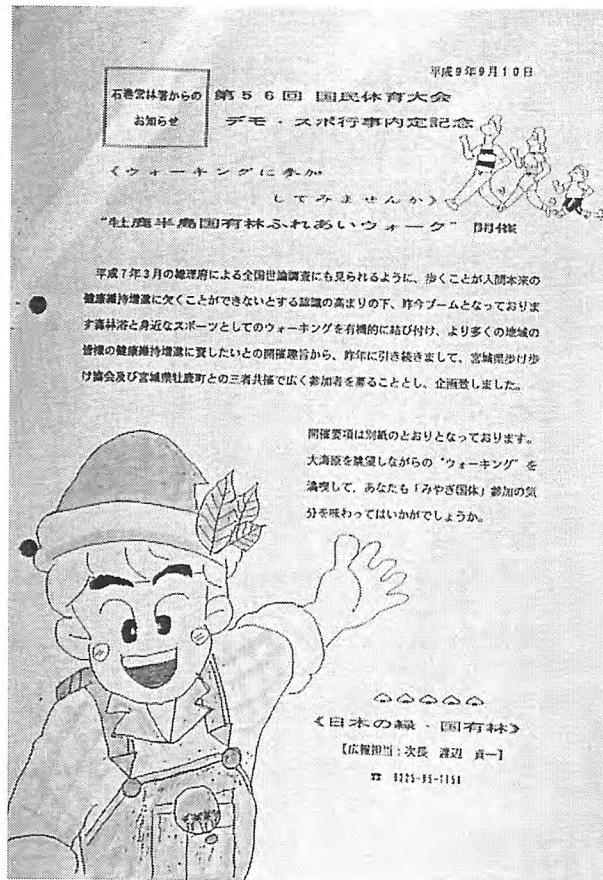 平成9年9月10日
石巻営林署からの
お知らせ
第56回 国民体育大会
デモ・スポ行事内定記念
《ウォーキングに参加
してみませんか》
“牡鹿半島国有林ふれあいウォーク” 開催
平成7年3月の総理府による全国世論調査にも見られるように、歩くことが人間本来の
健康維持増進に欠くことができないとする認識の高まりの下、昨今ブームとなっておりま
す森林浴と身近なスポーツとしてのウォーキングを有機的に結び付け、より多くの地域の
皆様の健康維持増進に資したいとの開催趣旨から、昨年に引き続きまして、宮城県歩け歩
け協会及び宮城県牡鹿町との三者共催で広く参加者を募ることとし、企画致しました。
開催要項は別紙のとおりとなっております。
大海原を眺望しながらの“ウォーキング”を
満喫して、あなたも「みやぎ国体」参加の気
分を味わってはいかがでしょうか。
《日本の緑・国有林》
【広報担当：次長 渡辺 貞一】
☎